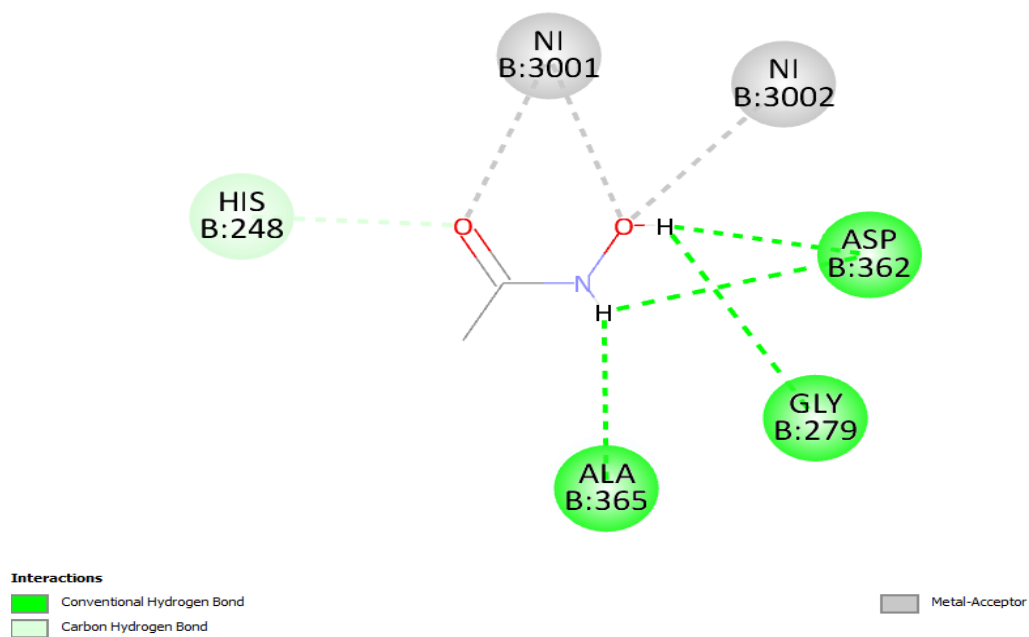 NI
B:3001
NI
B:3002
HIS
B:248
O
O
H
ASP
B:362
N
H
GLY
B:279
ALA
B:365
Interactions
Conventional Hydrogen Bond
Carbon Hydrogen Bond
Metal-Acceptor